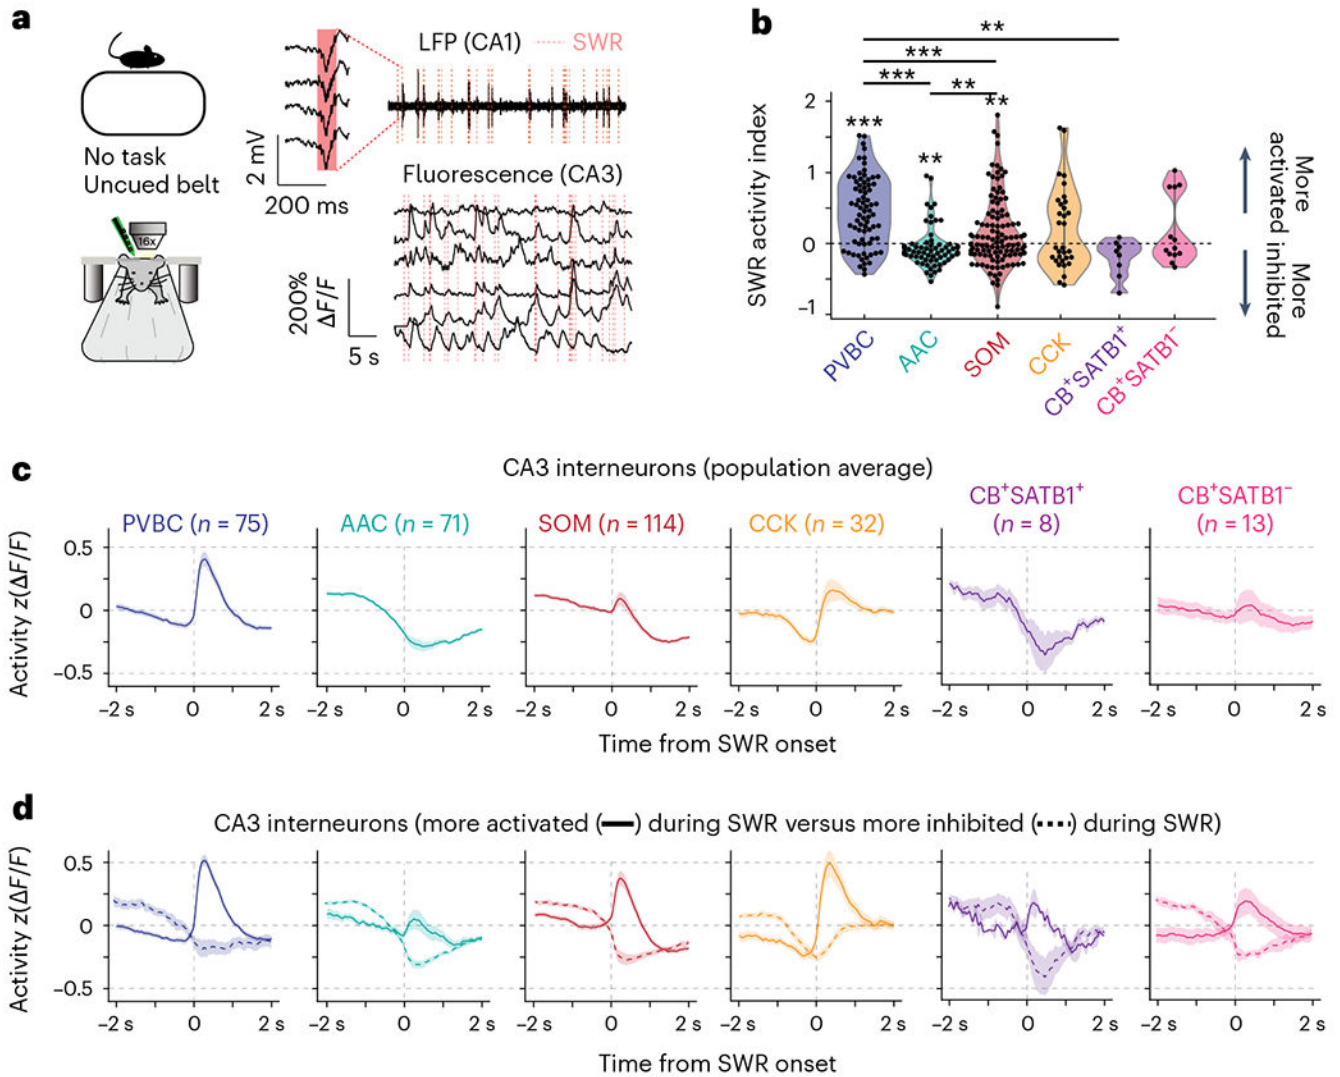 a
LFP (CA1) SWR
No task
Uncued belt
16x
2 mV
200 ms
Fluorescence (CA3)
200%
ΔF/F
5 s
b
**
***
*** **
**
***
**
SWR activity index
2
1
0
−1
More activated
More inhibited
PVBC
AAC
SOM
CCK
CB⁺SATB1⁺
CB⁺SATB1⁻
c
CA3 interneurons (population average)
PVBC (n = 75)
AAC (n = 71)
SOM (n = 114)
CCK (n = 32)
CB⁺SATB1⁺
(n = 8)
CB⁺SATB1⁻
(n = 13)
Activity z(ΔF/F)
0.5
0
−0.5
−2 s 0 2 s −2 s 0 2 s −2 s 0 2 s −2 s 0 2 s −2 s 0 2 s −2 s 0 2 s
Time from SWR onset
d
CA3 interneurons (more activated (—) during SWR versus more inhibited (····) during SWR)
Activity z(ΔF/F)
0.5
0
−0.5
−2 s 0 2 s −2 s 0 2 s −2 s 0 2 s −2 s 0 2 s −2 s 0 2 s −2 s 0 2 s
Time from SWR onset